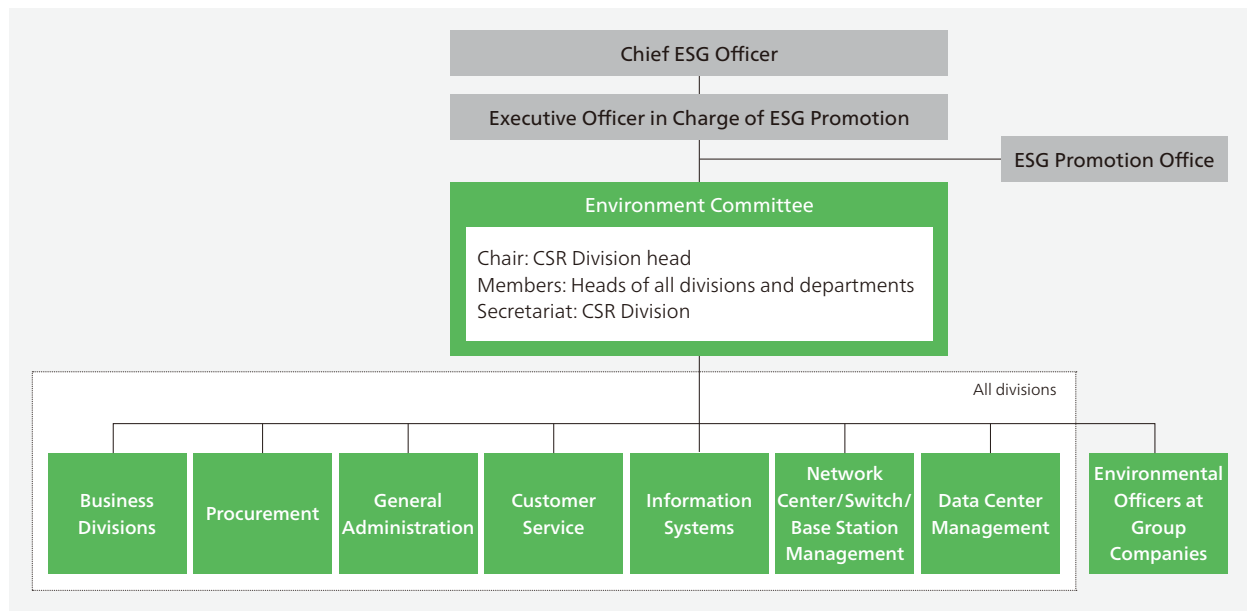 Chief ESG Officer
Executive Officer in Charge of ESG Promotion
ESG Promotion Office
Environment Committee
Chair: CSR Division head
Members: Heads of all divisions and departments
Secretariat: CSR Division
All divisions
Business
Divisions
Procurement
General
Administration
Customer
Service
Information
Systems
Network
Center/Switch/
Base Station
Management
Data Center
Management
Environmental
Officers at
Group
Companies